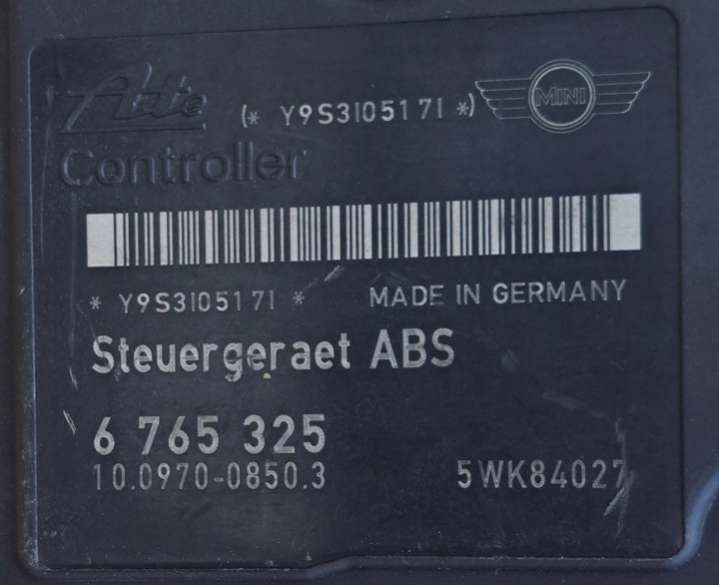 Ate (* Y9S3105171 *) MINI
Controller
* Y9S3105171 * MADE IN GERMANY
Steuergeraet ABS
6 765 325
10.0970-0850.3 5WK84027